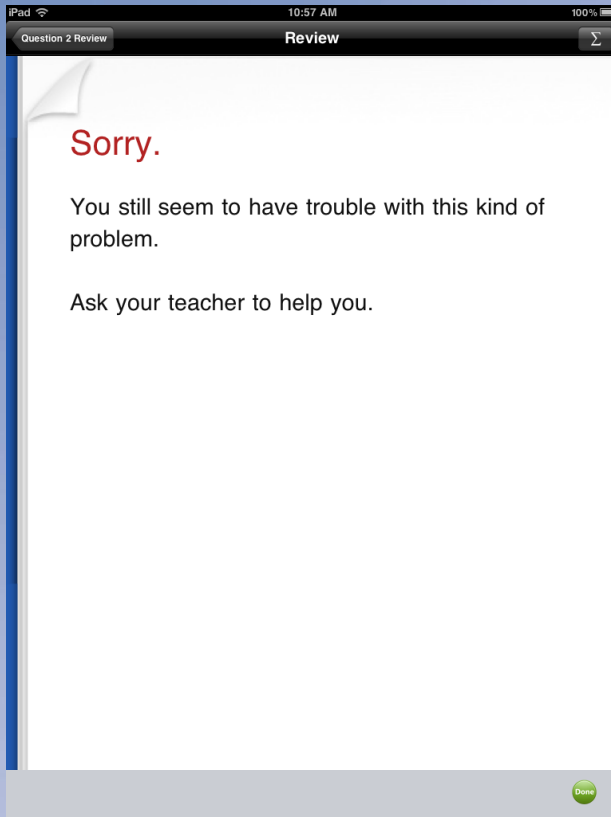 iPad 10:57 AM 100%
Question 2 Review Review Σ
Sorry.
You still seem to have trouble with this kind of
problem.
Ask your teacher to help you.
Done